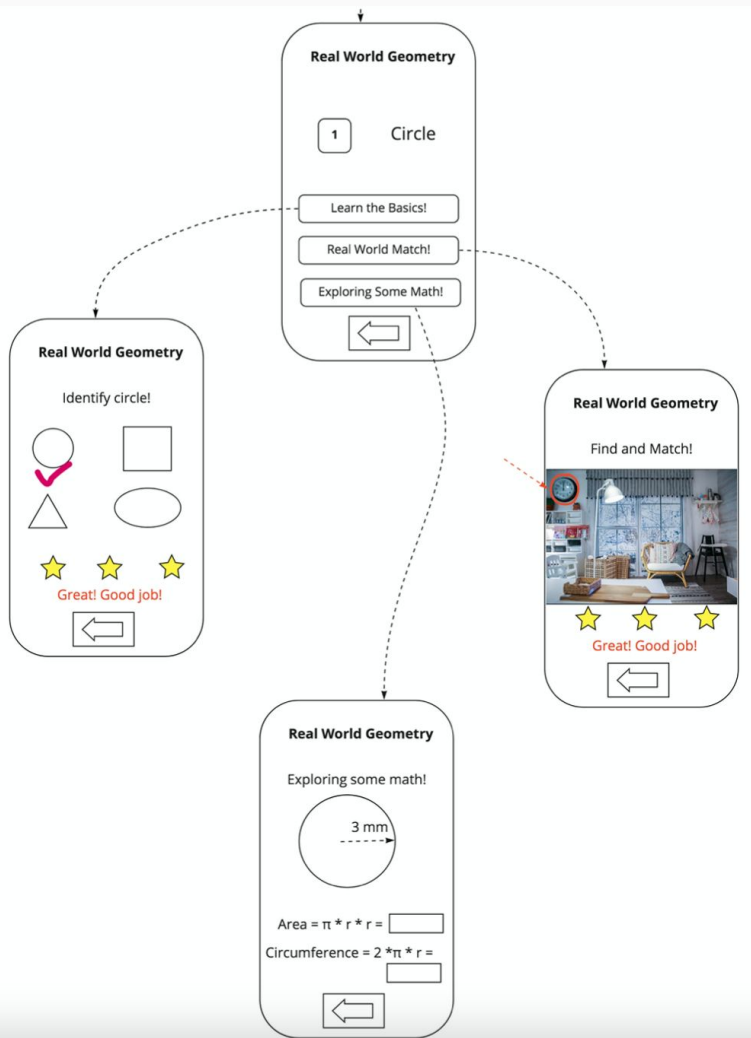 Real World Geometry
1
Circle
Learn the Basics!
Real World Match!
Exploring Some Math!
Real World Geometry
Identify circle!
Great! Good job!
Real World Geometry
Find and Match!
Great! Good job!
Real World Geometry
Exploring some math!
3 mm
Area = π * r * r =
Circumference = 2 *π * r =